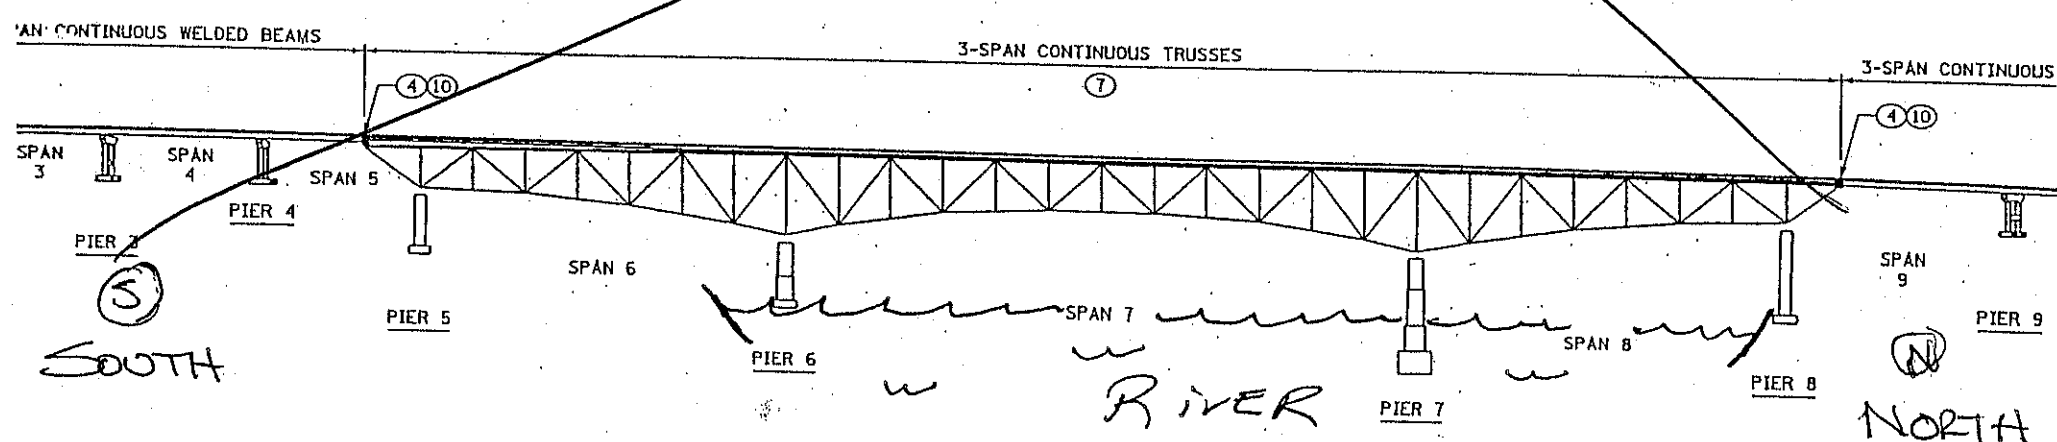 'AN' CONTINUOUS WELDED BEAMS
3-SPAN CONTINUOUS TRUSSES
3-SPAN CONTINUOUS
4 10
7
4 10
SPAN 3
SPAN 4
SPAN 5
PIER 4
PIER 3
SPAN 6
SPAN 9
S
PIER 5
SPAN 7
PIER 9
SOUTH
PIER 6
SPAN 8
N
RIVER
PIER 7
PIER 8
NORTH